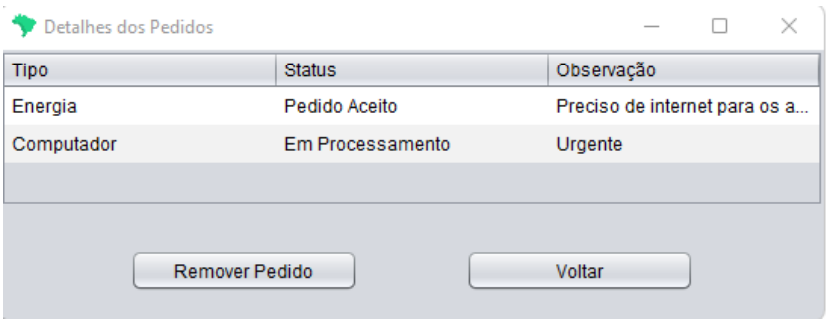 Detalhes dos Pedidos
Tipo Status Observação
Energia Pedido Aceito Preciso de internet para os a...
Computador Em Processamento Urgente
Remover Pedido Voltar